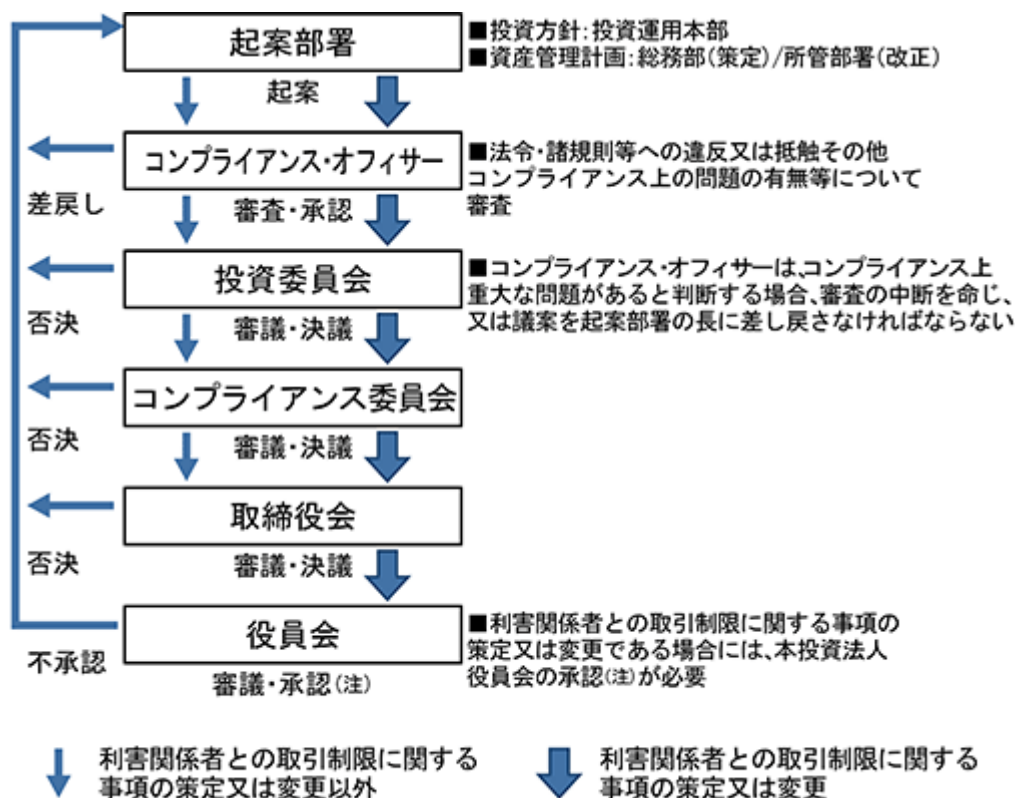 起案部署
■投資方針：投資運用本部
■資産管理計画：総務部（策定）/所管部署（改正）
起案
コンプライアンス・オフィサー
■法令・諸規則等への違反又は抵触その他
コンプライアンス上の問題の有無等について
審査
差戻し
審査・承認
投資委員会
■コンプライアンス・オフィサーは、コンプライアンス上
重大な問題があると判断する場合、審査の中断を命じ、
又は議案を起案部署の長に差し戻さなければならない
否決
審議・決議
コンプライアンス委員会
否決
審議・決議
取締役会
否決
審議・決議
役員会
■利害関係者との取引制限に関する事項の
策定又は変更である場合には、本投資法人
役員会の承認（注）が必要
不承認
審議・承認（注）
利害関係者との取引制限に関する
事項の策定又は変更以外
利害関係者との取引制限に関する
事項の策定又は変更